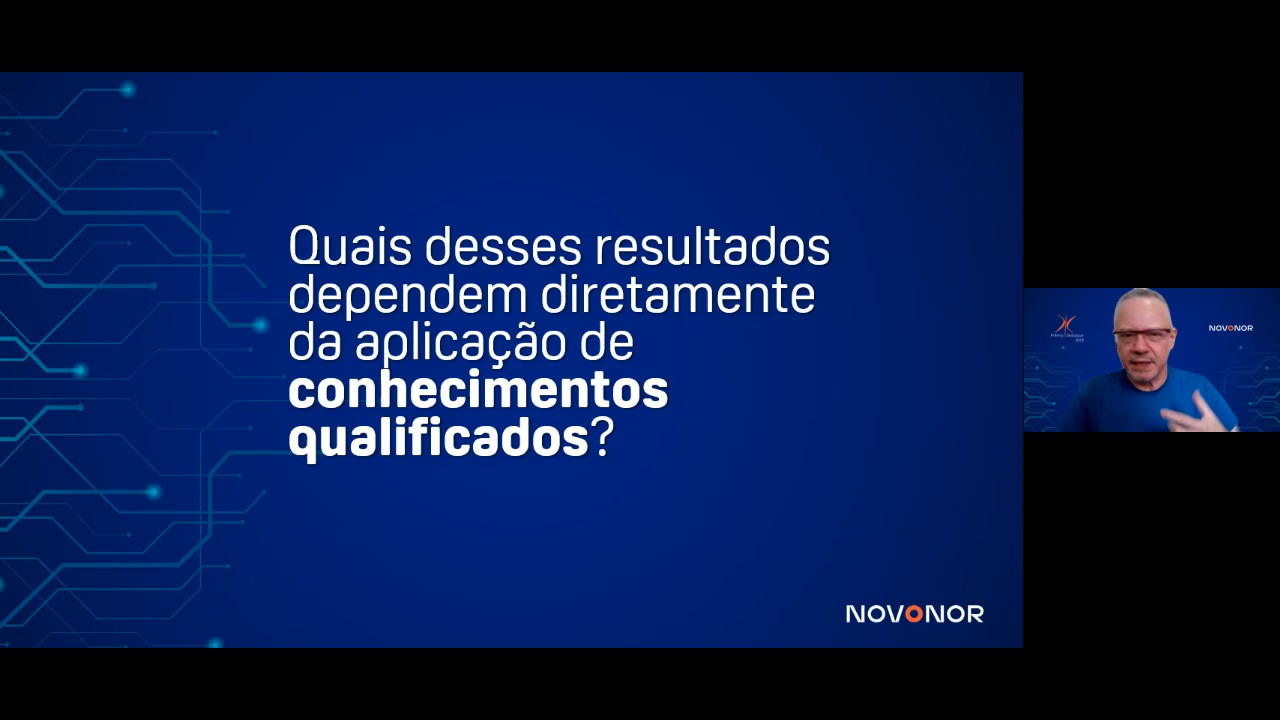 Quais desses resultados
dependem diretamente
da aplicação de
conhecimentos
qualificados?
NOVONOR
NOVONOR